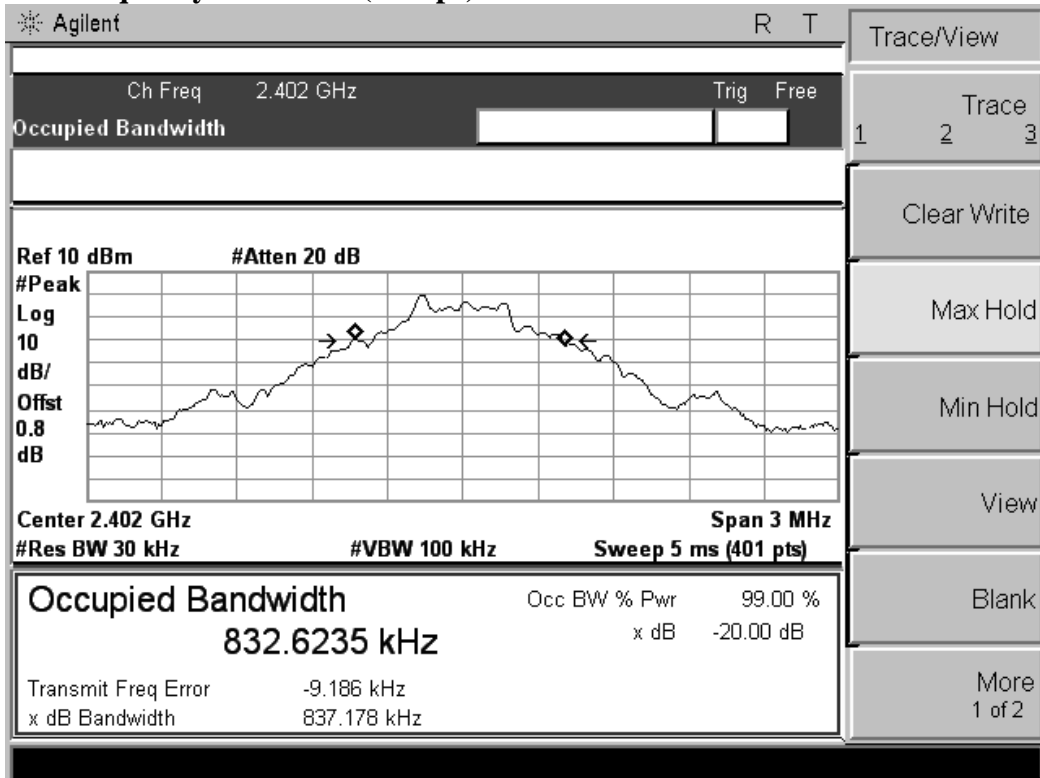 Agilent R T
Trace/View
Ch Freq 2.402 GHz Trig Free
Occupied Bandwidth
Trace
1 2 3
Clear Write
Ref 10 dBm #Atten 20 dB
#Peak
Log
10
dB/
Offst
0.8
dB
Max Hold
Min Hold
Center 2.402 GHz Span 3 MHz
#Res BW 30 kHz #VBW 100 kHz Sweep 5 ms (401 pts)
View
Occupied Bandwidth Occ BW % Pwr 99.00 %
832.6235 kHz x dB -20.00 dB
Transmit Freq Error -9.186 kHz
x dB Bandwidth 837.178 kHz
Blank
More
1 of 2